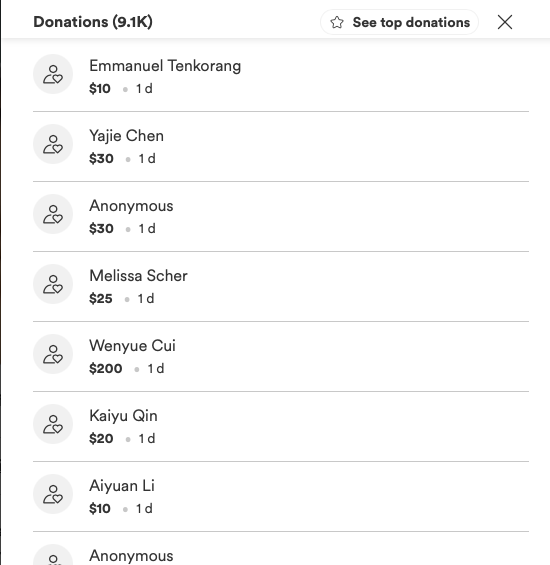 Donations (9.1K)
See top donations
Emmanuel Tenkorang
$10 • 1 d
Yajie Chen
$30 • 1 d
Anonymous
$30 • 1 d
Melissa Scher
$25 • 1 d
Wenyue Cui
$200 • 1 d
Kaiyu Qin
$20 • 1 d
Aiyuan Li
$10 • 1 d
Anonymous